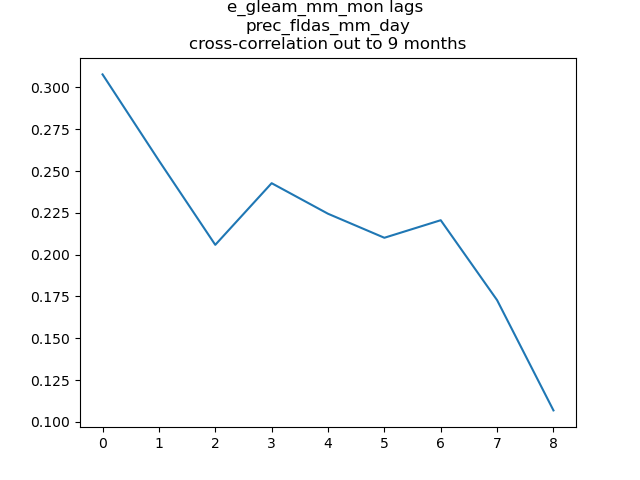 e_gleam_mm_mon lags
prec_fldas_mm_day
cross-correlation out to 9 months
0.300
0.275
0.250
0.225
0.200
0.175
0.150
0.125
0.100
0 1 2 3 4 5 6 7 8